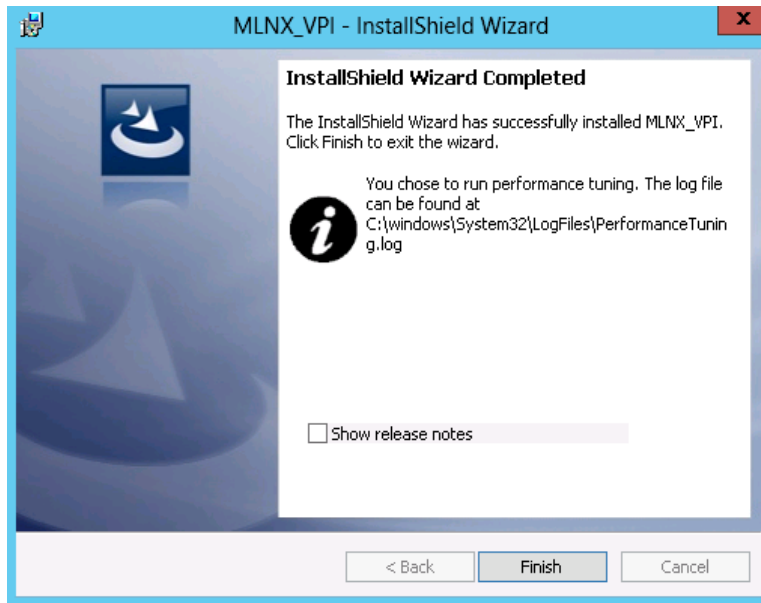 MLNX_VPI - InstallShield Wizard
x
InstallShield Wizard Completed
The InstallShield Wizard has successfully installed MLNX_VPI.
Click Finish to exit the wizard.
You chose to run performance tuning. The log file
can be found at
C:\windows\System32\LogFiles\PerformanceTunin
g.log
Show release notes
< Back
Finish
Cancel